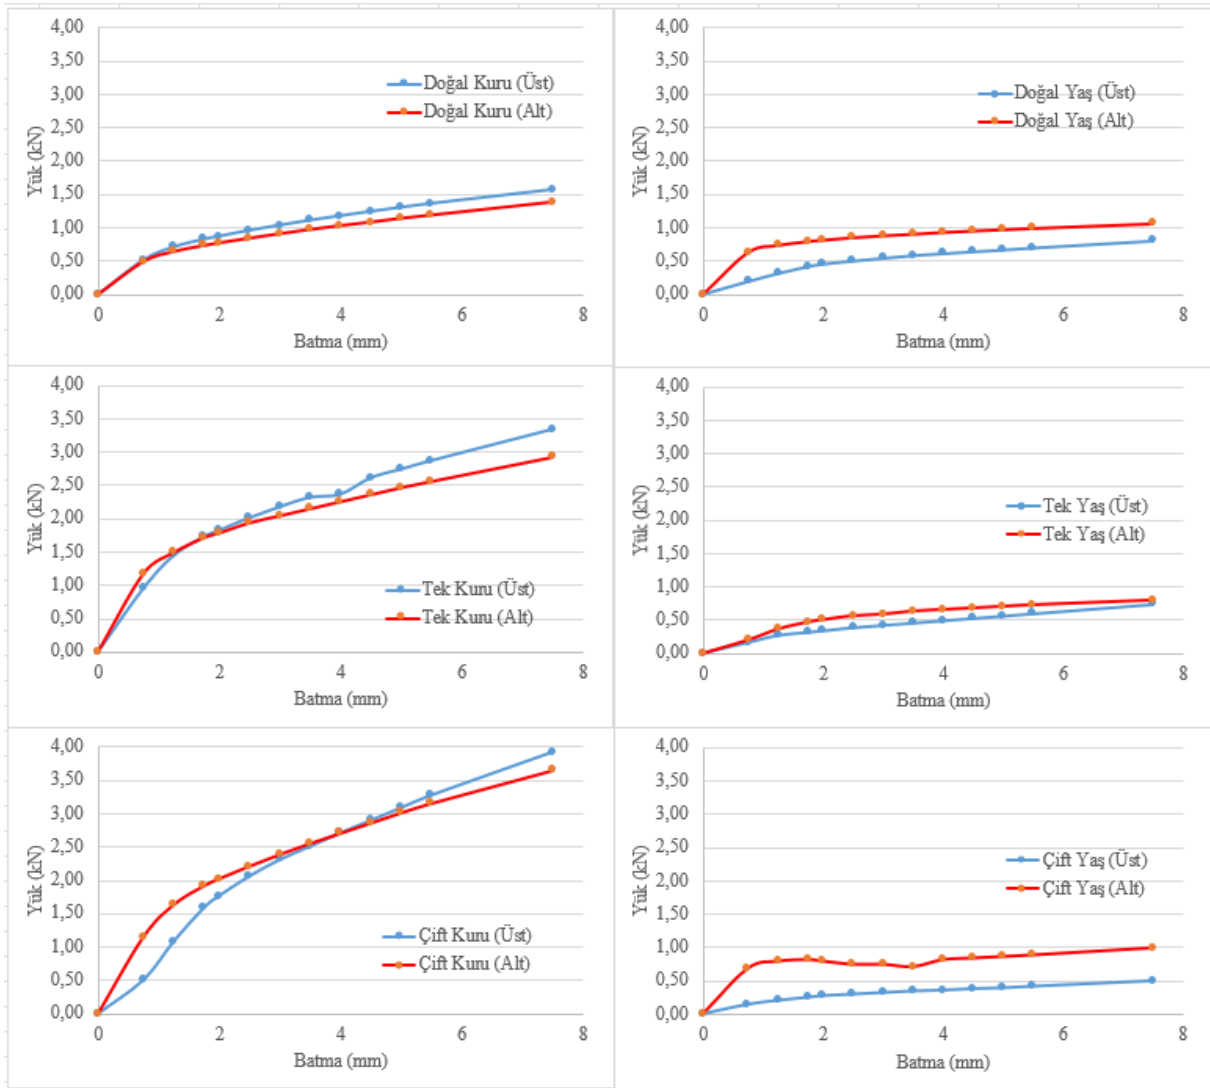 4,00
3,50
3,00
2,50
2,00
1,50
1,00
0,50
0,00
Yük (kN)
Doğal Kuru (Üst)
Doğal Kuru (Alt)
0 2 4 6 8
Batma (mm)
4,00
3,50
3,00
2,50
2,00
1,50
1,00
0,50
0,00
Yük (kN)
Doğal Yaş (Üst)
Doğal Yaş (Alt)
0 2 4 6 8
Batma (mm)
4,00
3,50
3,00
2,50
2,00
1,50
1,00
0,50
0,00
Yük (kN)
Tek Kuru (Üst)
Tek Kuru (Alt)
0 2 4 6 8
Batma (mm)
4,00
3,50
3,00
2,50
2,00
1,50
1,00
0,50
0,00
Yük (kN)
Tek Yaş (Üst)
Tek Yaş (Alt)
0 2 4 6 8
Batma (mm)
4,00
3,50
3,00
2,50
2,00
1,50
1,00
0,50
0,00
Yük (kN)
Çift Kuru (Üst)
Çift Kuru (Alt)
0 2 4 6 8
Batma (mm)
4,00
3,50
3,00
2,50
2,00
1,50
1,00
0,50
0,00
Yük (kN)
Çift Yaş (Üst)
Çift Yaş (Alt)
0 2 4 6 8
Batma (mm)